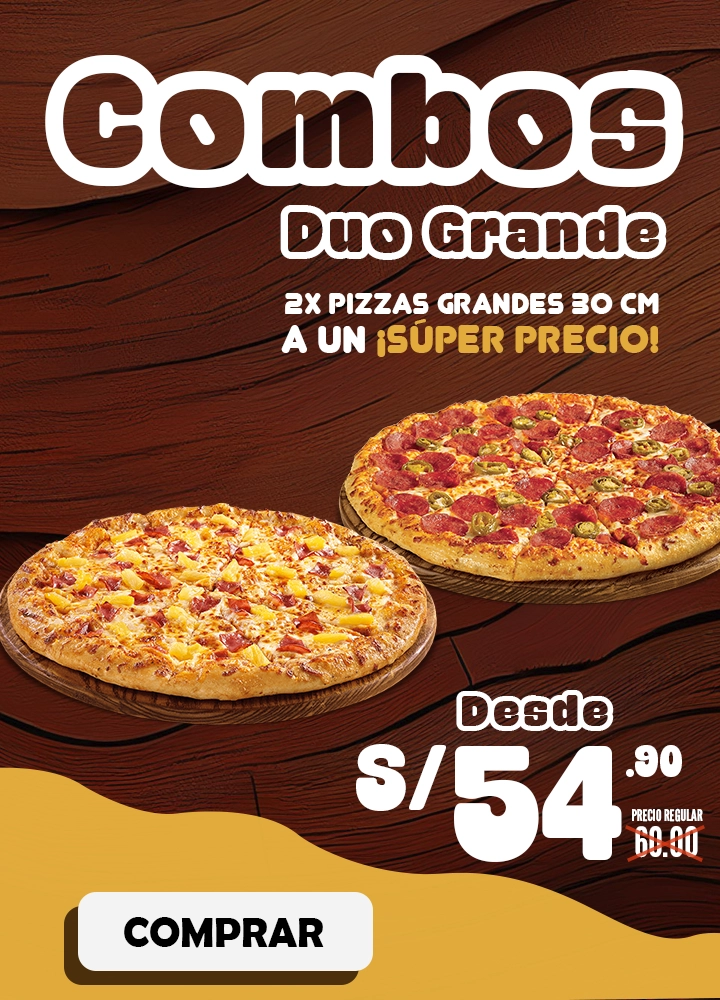 Combos
Duo Grande
2X PIZZAS GRANDES 30 CM
A UN ¡SÚPER PRECIO!
Desde
S/54.90
PRECIO REGULAR
60.00
COMPRAR